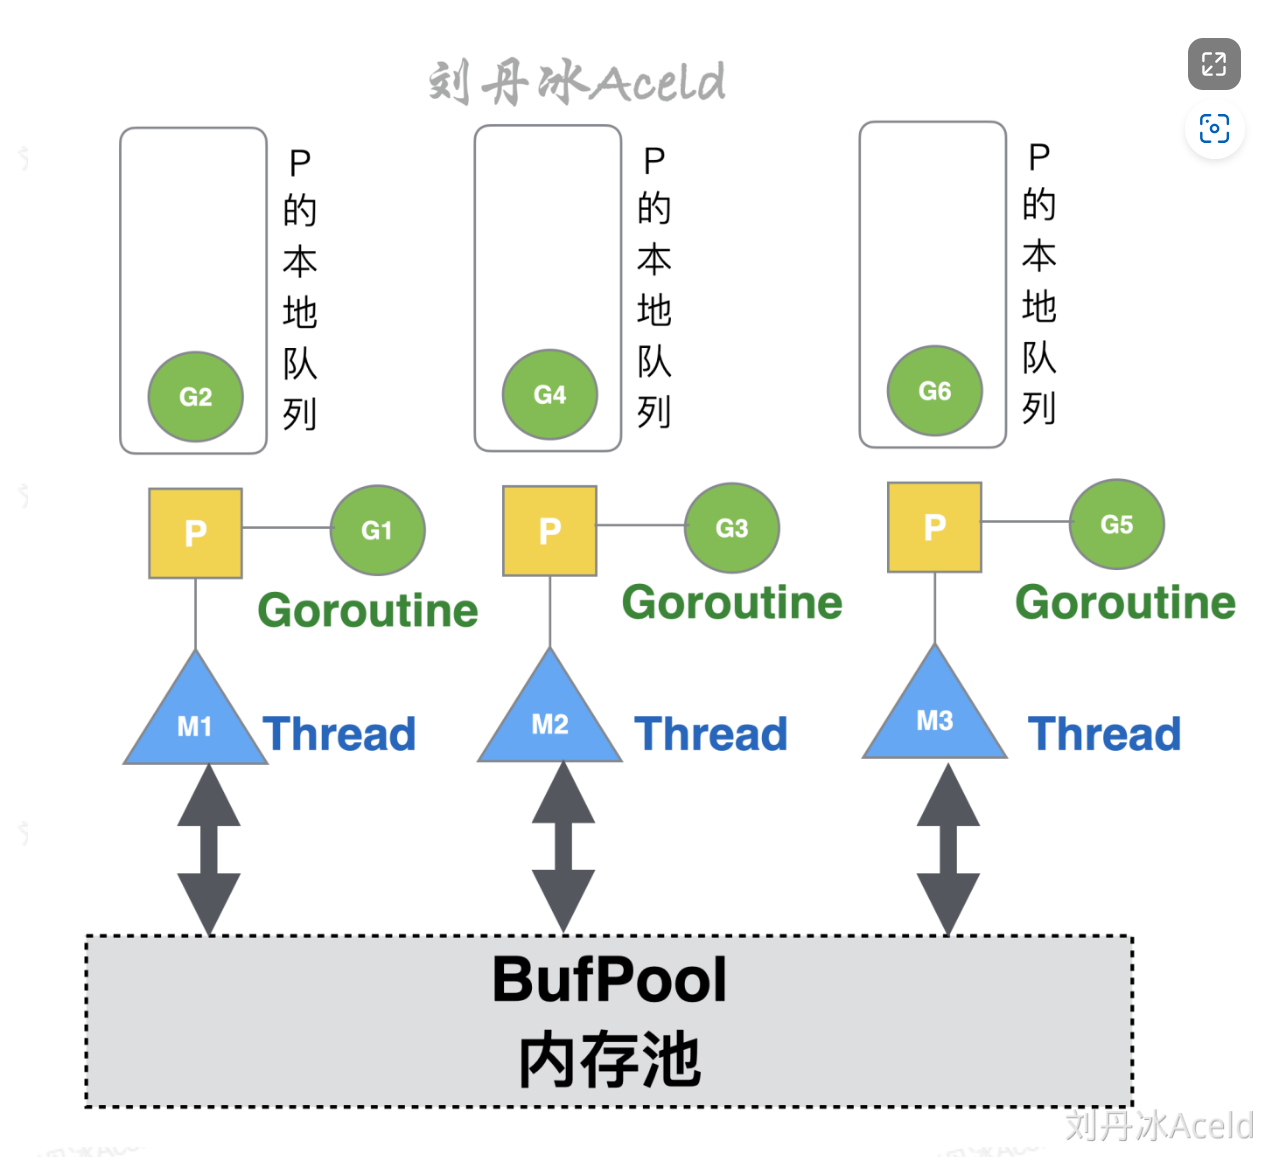 刘丹冰Aceld
P的本地队列
P的本地队列
P的本地队列
G2
G4
G6
P
G1
P
G3
P
G5
Goroutine
Goroutine
Goroutine
M1
Thread
M2
Thread
M3
Thread
BufPool
内存池
刘丹冰Aceld